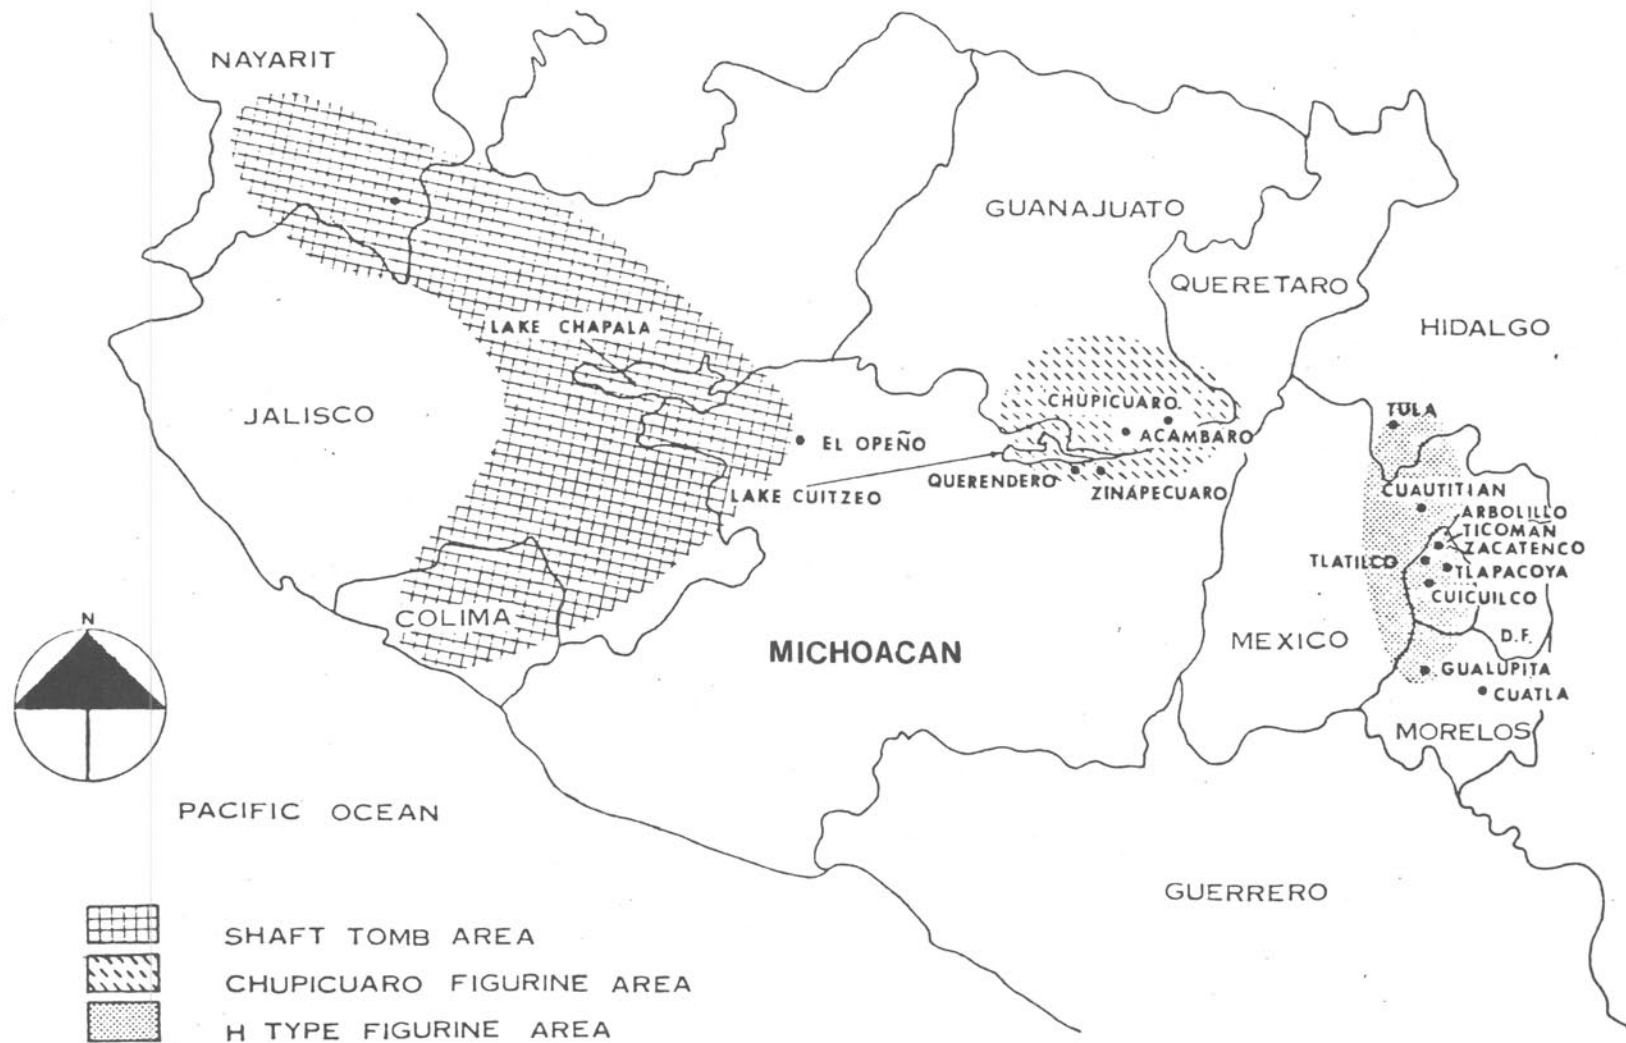 NAYARIT
GUANAJUATO
QUERETARO
HIDALGO
LAKE CHAPALA
JALISCO
CHUPICUARO
TULA
EL OPEÑO
ACAMBARO
LAKE CUITZEO
QUERENDERO
ZINAPECUARO
CUAUTITIAN
ARBOLILLO
TICOMAÑ
ZACATENCO
TLATILCO
TLAPACOYA
CUICUILCO
COLIMA
N
MICHOACAN
MEXICO
D.F.
GUALUPITA
CUATLA
MORELOS
PACIFIC OCEAN
GUERRERO
SHAFT TOMB AREA
CHUPICUARO FIGURINE AREA
H TYPE FIGURINE AREA